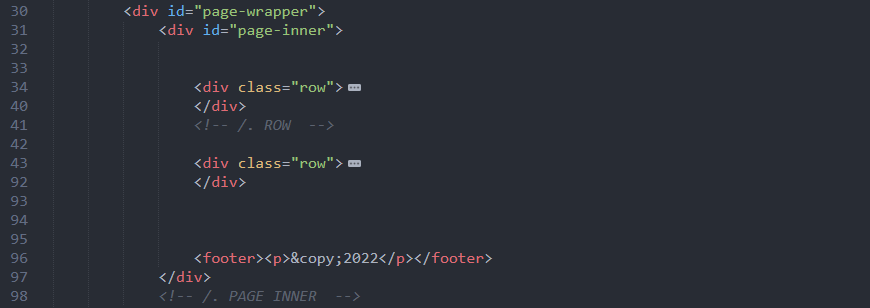 30 <div id="page-wrapper">
31 <div id="page-inner">
32
33
34 <div class="row">
40 </div>
41 <!-- /. ROW  -->
42
43 <div class="row">
92 </div>
93
94
95
96 <footer><p>&copy;2022</p></footer>
97 </div>
98 <!-- /. PAGE INNER  -->